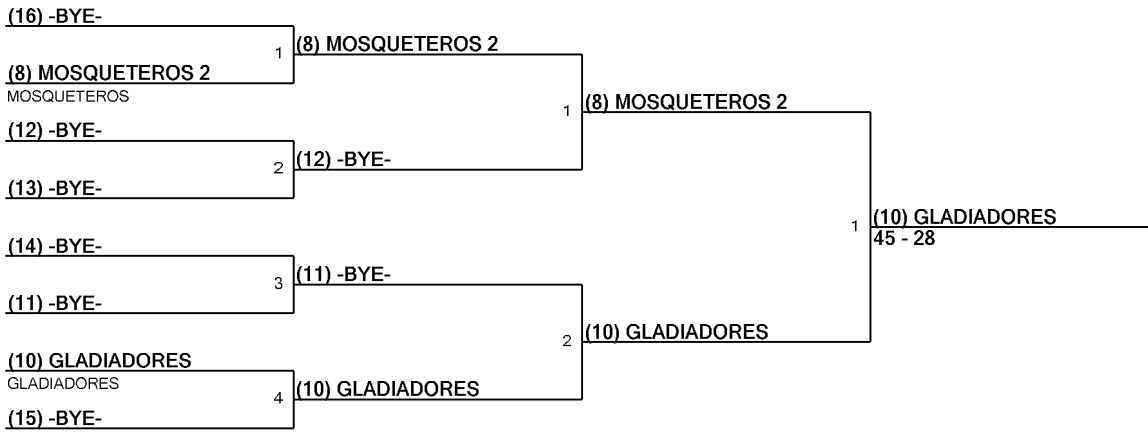 (16) -BYE-
1
(8) MOSQUETEROS 2
(8) MOSQUETEROS 2
MOSQUETEROS
1
(8) MOSQUETEROS 2
(12) -BYE-
2
(12) -BYE-
(13) -BYE-
1
(10) GLADIADORES
45 - 28
(14) -BYE-
3
(11) -BYE-
(11) -BYE-
2
(10) GLADIADORES
(10) GLADIADORES
GLADIADORES
4
(10) GLADIADORES
(15) -BYE-